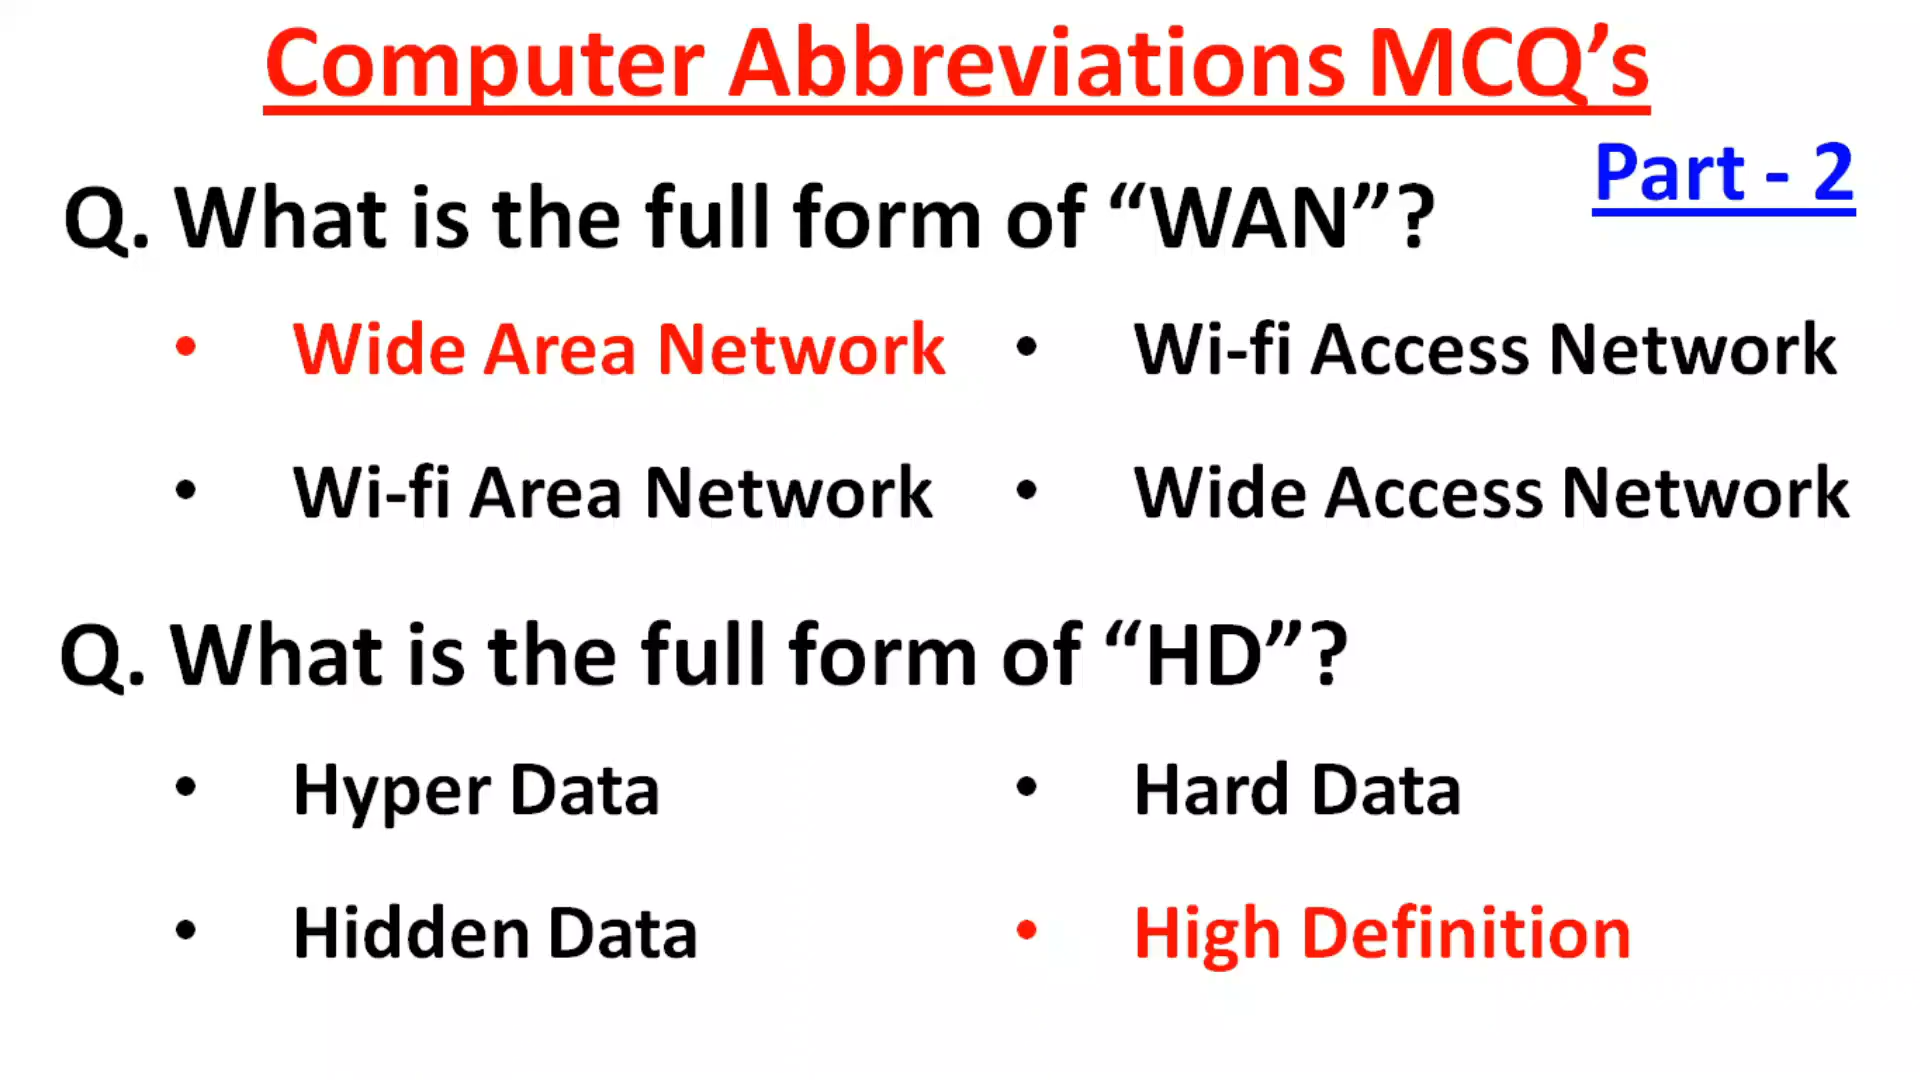 Computer Abbreviations MCQ’s
Part - 2
Q. What is the full form of “WAN”?
• Wide Area Network • Wi-fi Access Network
• Wi-fi Area Network • Wide Access Network
Q. What is the full form of “HD”?
• Hyper Data • Hard Data
• Hidden Data • High Definition